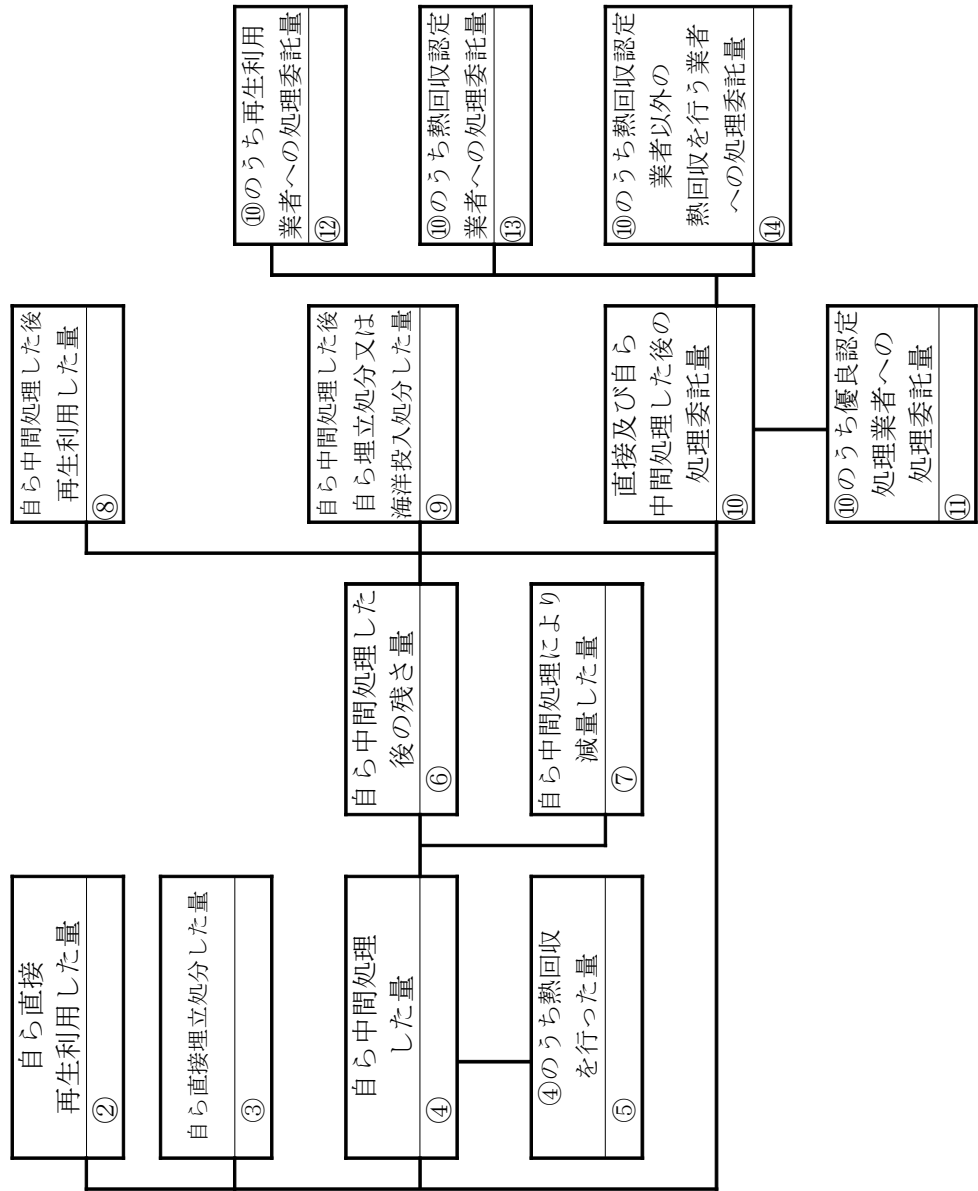 自ら直接
再生利用した量
②
自ら直接埋立処分した量
③
自ら中間処理
した量
④
④のうち熱回収
を行った量
⑤
自ら中間処理した
後の残さ量
⑥
自ら中間処理により
減量した量
⑦
自ら中間処理した後
再生利用した量
⑧
自ら中間処理した後
自ら埋立処分又は
海洋投入処分した量
⑨
直接及び自ら
中間処理した後の
処理委託量
⑩
⑩のうち優良認定
処理業者への
処理委託量
⑪
⑩のうち再生利用
業者への処理委託量
⑫
⑩のうち熱回収認定
業者への処理委託量
⑬
⑩のうち熱回収認定
業者以外の
熱回収を行う業者
への処理委託量
⑭